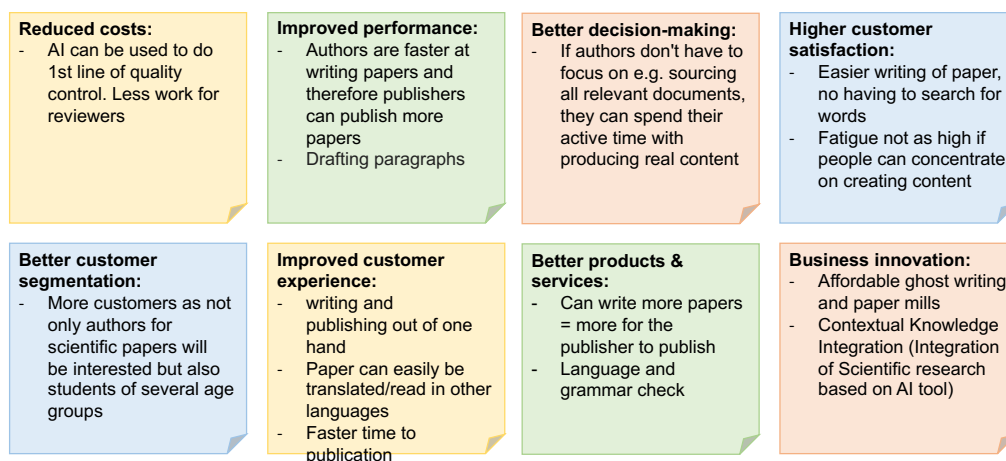 Reduced costs:
- AI can be used to do
1st line of quality
control. Less work for
reviewers
Improved performance:
- Authors are faster at
writing papers and
therefore publishers
can publish more
papers
- Drafting paragraphs
Better decision-making:
- If authors don't have to
focus on e.g. sourcing
all relevant documents,
they can spend their
active time with
producing real content
Higher customer
satisfaction:
- Easier writing of paper,
no having to search for
words
- Fatigue not as high if
people can concentrate
on creating content
Better customer
segmentation:
- More customers as not
only authors for
scientific papers will
be interested but also
students of several age
groups
Improved customer
experience:
- writing and
publishing out of one
hand
- Paper can easily be
translated/read in other
languages
- Faster time to
publication
Better products &
services:
- Can write more papers
= more for the
publisher to publish
- Language and
grammar check
Business innovation:
- Affordable ghost writing
and paper mills
- Contextual Knowledge
Integration (Integration
of Scientific research
based on AI tool)